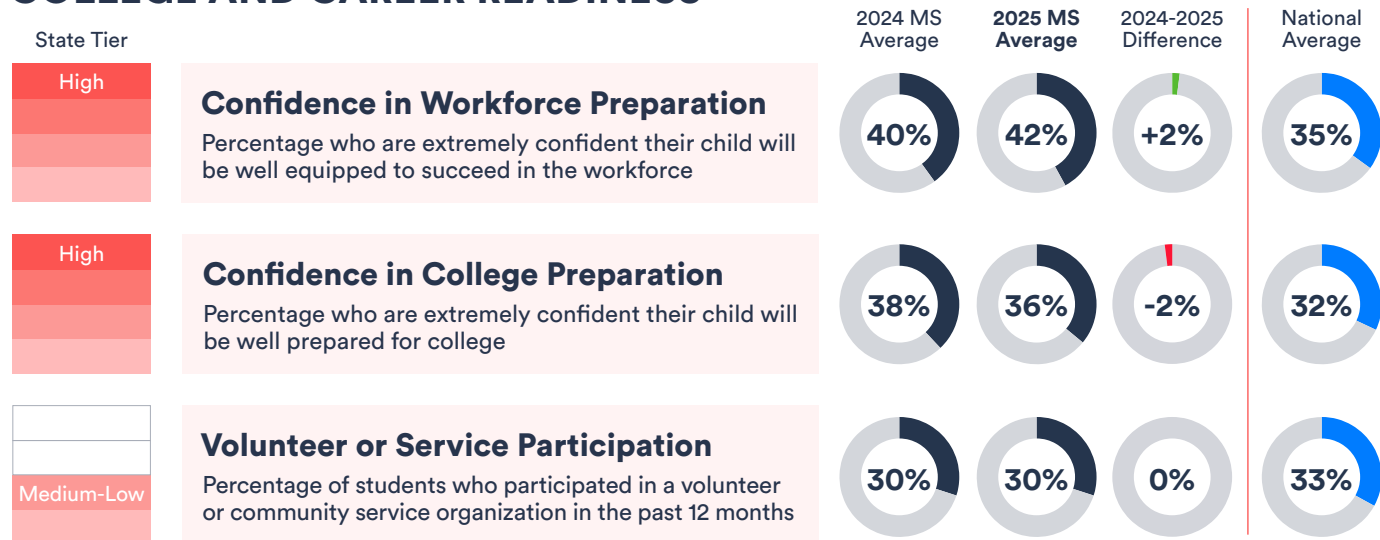 COLLEGE AND CAREER READINESS
State Tier
2024 MS
Average
2025 MS
Average
2024-2025
Difference
National
Average
High
Confidence in Workforce Preparation
Percentage who are extremely confident their child will
be well equipped to succeed in the workforce
40%
42%
+2%
35%
High
Confidence in College Preparation
Percentage who are extremely confident their child will
be well prepared for college
38%
36%
-2%
32%
Medium-Low
Volunteer or Service Participation
Percentage of students who participated in a volunteer
or community service organization in the past 12 months
30%
30%
0%
33%